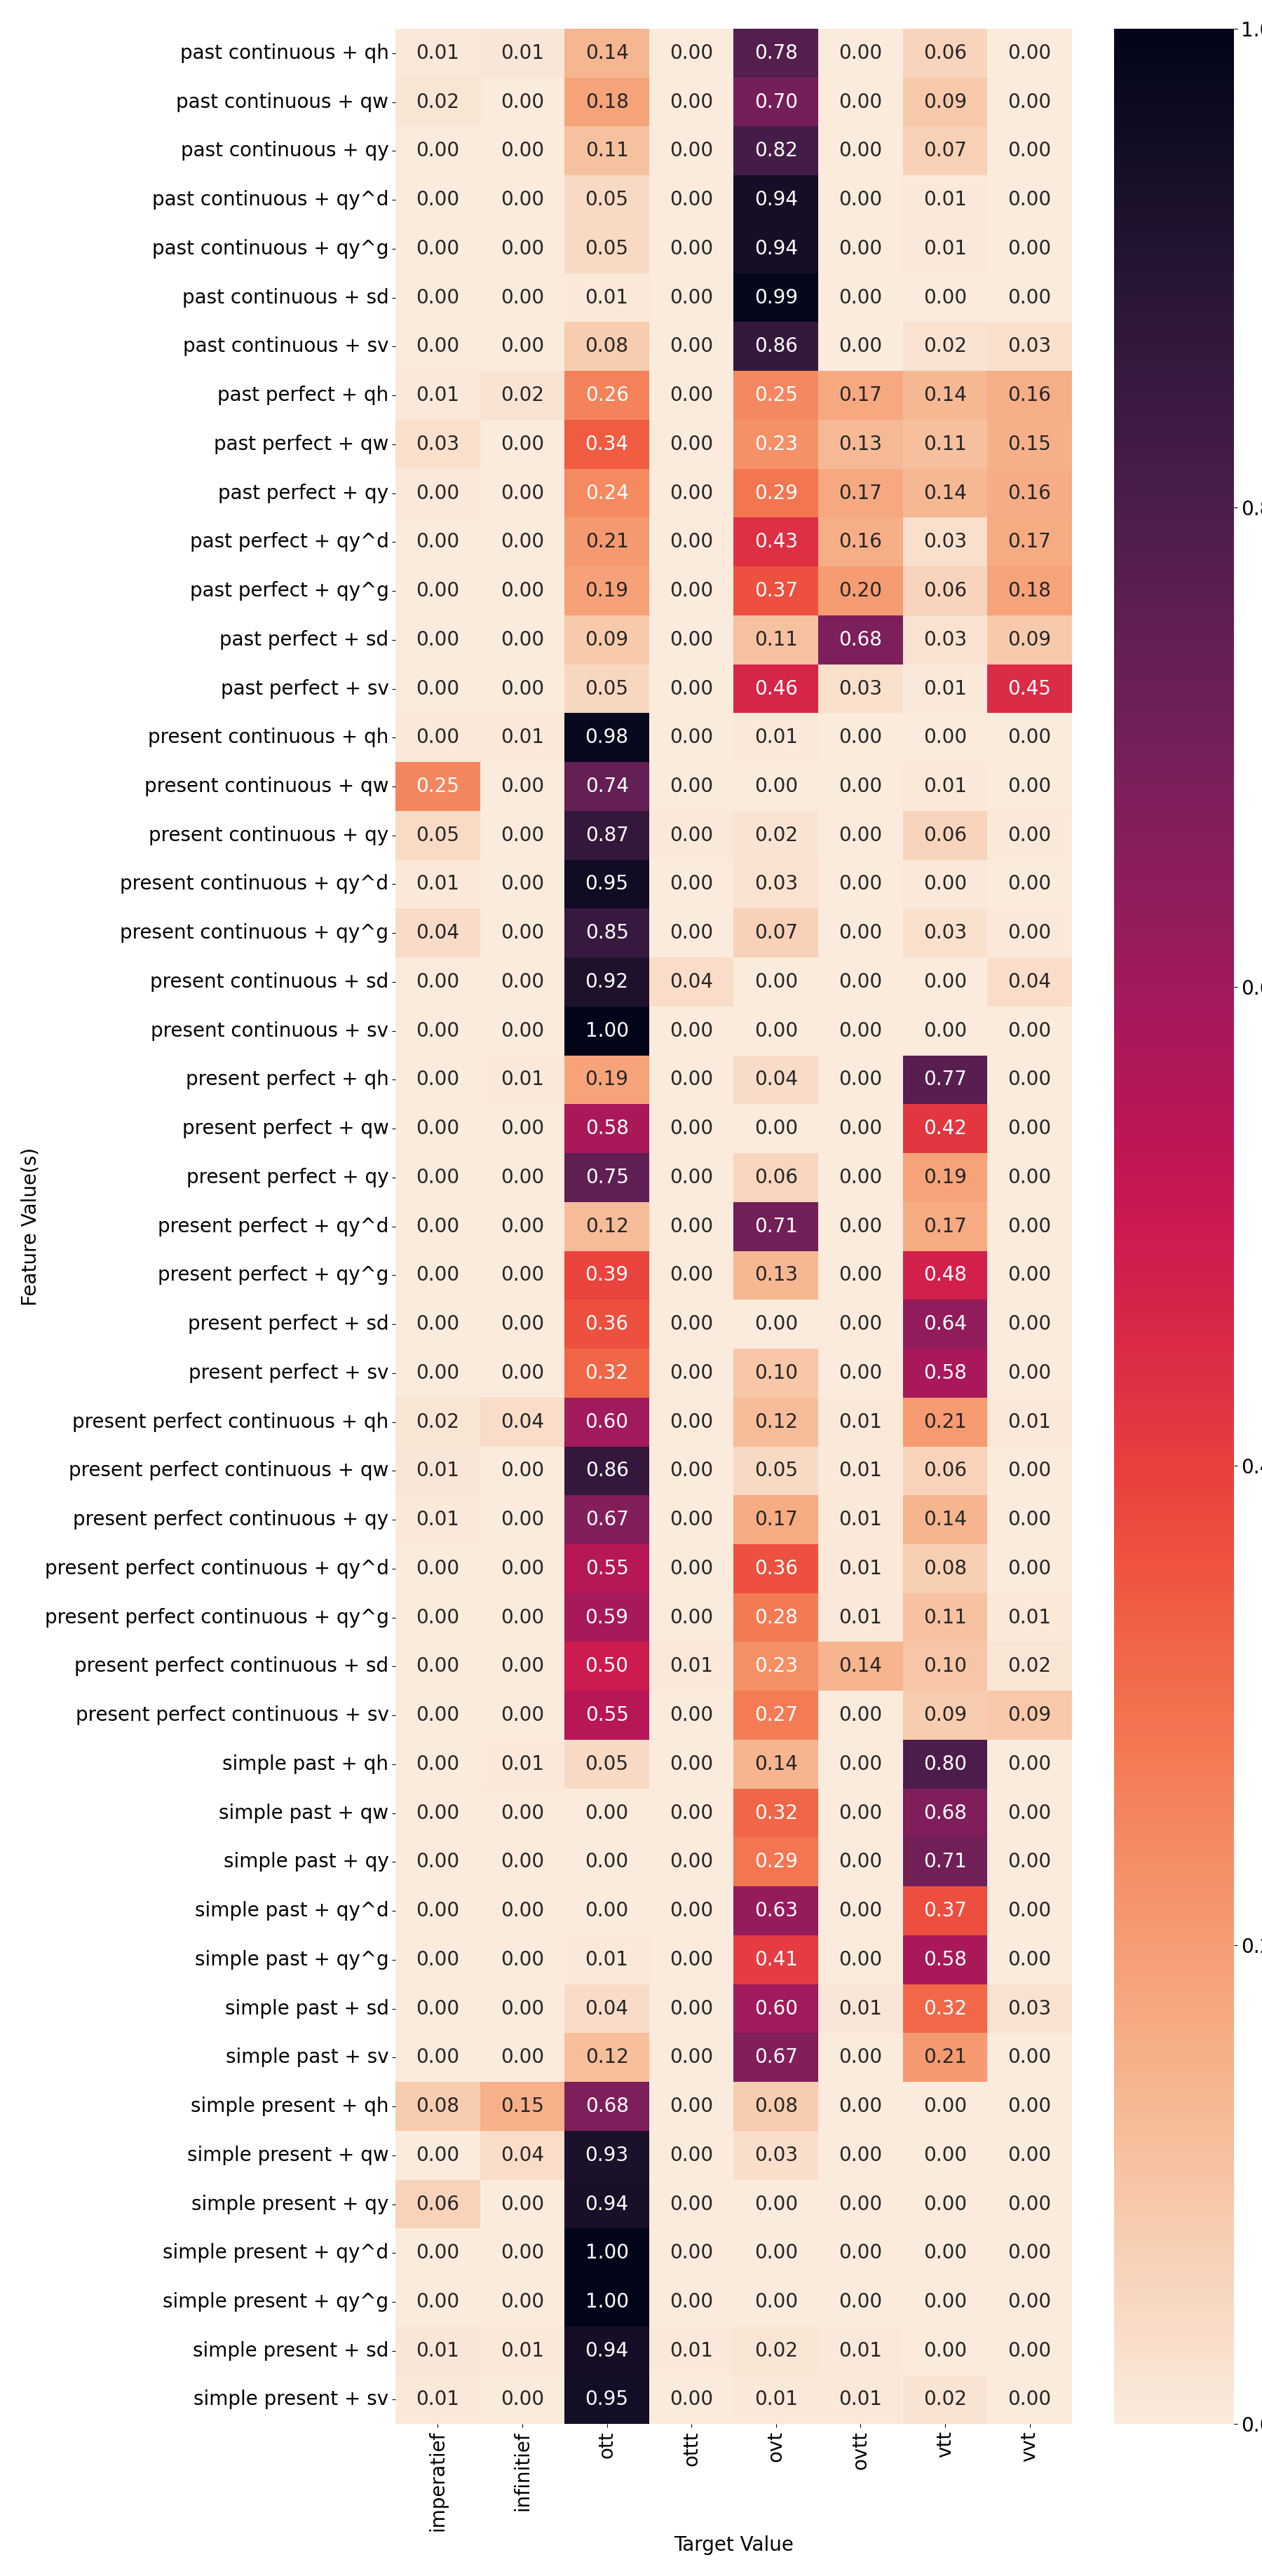 past continuous + qh 0.01 0.01 0.14 0.00 0.78 0.00 0.06 0.00
past continuous + qw 0.02 0.00 0.18 0.00 0.70 0.00 0.09 0.00
past continuous + qy 0.00 0.00 0.11 0.00 0.82 0.00 0.07 0.00
past continuous + qy^d 0.00 0.00 0.05 0.00 0.94 0.00 0.01 0.00
past continuous + qy^g 0.00 0.00 0.05 0.00 0.94 0.00 0.01 0.00
past continuous + sd 0.00 0.00 0.01 0.00 0.99 0.00 0.00 0.00
past continuous + sv 0.00 0.00 0.08 0.00 0.86 0.00 0.02 0.03
past perfect + qh 0.01 0.02 0.26 0.00 0.25 0.17 0.14 0.16
past perfect + qw 0.03 0.00 0.34 0.00 0.23 0.13 0.11 0.15
past perfect + qy 0.00 0.00 0.24 0.00 0.29 0.17 0.14 0.16
past perfect + qy^d 0.00 0.00 0.21 0.00 0.43 0.16 0.03 0.17
past perfect + qy^g 0.00 0.00 0.19 0.00 0.37 0.20 0.06 0.18
past perfect + sd 0.00 0.00 0.09 0.00 0.11 0.68 0.03 0.09
past perfect + sv 0.00 0.00 0.05 0.00 0.46 0.03 0.01 0.45
present continuous + qh 0.00 0.01 0.98 0.00 0.01 0.00 0.00 0.00
present continuous + qw 0.25 0.00 0.74 0.00 0.00 0.00 0.01 0.00
present continuous + qy 0.05 0.00 0.87 0.00 0.02 0.00 0.06 0.00
present continuous + qy^d 0.01 0.00 0.95 0.00 0.03 0.00 0.00 0.00
present continuous + qy^g 0.04 0.00 0.85 0.00 0.07 0.00 0.03 0.00
present continuous + sd 0.00 0.00 0.92 0.04 0.00 0.00 0.00 0.04
present continuous + sv 0.00 0.00 1.00 0.00 0.00 0.00 0.00 0.00
present perfect + qh 0.00 0.01 0.19 0.00 0.04 0.00 0.77 0.00
present perfect + qw 0.00 0.00 0.58 0.00 0.00 0.00 0.42 0.00
present perfect + qy 0.00 0.00 0.75 0.00 0.06 0.00 0.19 0.00
present perfect + qy^d 0.00 0.00 0.12 0.00 0.71 0.00 0.17 0.00
present perfect + qy^g 0.00 0.00 0.39 0.00 0.13 0.00 0.48 0.00
present perfect + sd 0.00 0.00 0.36 0.00 0.00 0.00 0.64 0.00
present perfect + sv 0.00 0.00 0.32 0.00 0.10 0.00 0.58 0.00
present perfect continuous + qh 0.02 0.04 0.60 0.00 0.12 0.01 0.21 0.01
present perfect continuous + qw 0.01 0.00 0.86 0.00 0.05 0.01 0.06 0.00
present perfect continuous + qy 0.01 0.00 0.67 0.00 0.17 0.01 0.14 0.00
present perfect continuous + qy^d 0.00 0.00 0.55 0.00 0.36 0.01 0.08 0.00
present perfect continuous + qy^g 0.00 0.00 0.59 0.00 0.28 0.01 0.11 0.01
present perfect continuous + sd 0.00 0.00 0.50 0.01 0.23 0.14 0.10 0.02
present perfect continuous + sv 0.00 0.00 0.55 0.00 0.27 0.00 0.09 0.09
simple past + qh 0.00 0.01 0.05 0.00 0.14 0.00 0.80 0.00
simple past + qw 0.00 0.00 0.00 0.00 0.32 0.00 0.68 0.00
simple past + qy 0.00 0.00 0.00 0.00 0.29 0.00 0.71 0.00
simple past + qy^d 0.00 0.00 0.00 0.00 0.63 0.00 0.37 0.00
simple past + qy^g 0.00 0.00 0.01 0.00 0.41 0.00 0.58 0.00
simple past + sd 0.00 0.00 0.04 0.00 0.60 0.01 0.32 0.03
simple past + sv 0.00 0.00 0.12 0.00 0.67 0.00 0.21 0.00
simple present + qh 0.08 0.15 0.68 0.00 0.08 0.00 0.00 0.00
simple present + qw 0.00 0.04 0.93 0.00 0.03 0.00 0.00 0.00
simple present + qy 0.06 0.00 0.94 0.00 0.00 0.00 0.00 0.00
simple present + qy^d 0.00 0.00 1.00 0.00 0.00 0.00 0.00 0.00
simple present + qy^g 0.00 0.00 1.00 0.00 0.00 0.00 0.00 0.00
simple present + sd 0.01 0.01 0.94 0.01 0.02 0.01 0.00 0.00
simple present + sv 0.01 0.00 0.95 0.00 0.01 0.01 0.02 0.00
imperatief infinitief ott ottt ovt ovtt vtt vvt
Target Value
Feature Value(s)